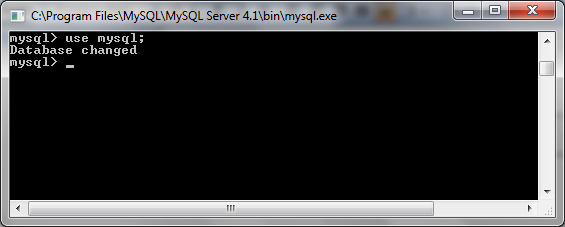 C:\Program Files\MySQL\MySQL Server 4.1\bin\mysql.exe
mysql> use mysql;
Database changed
mysql> _